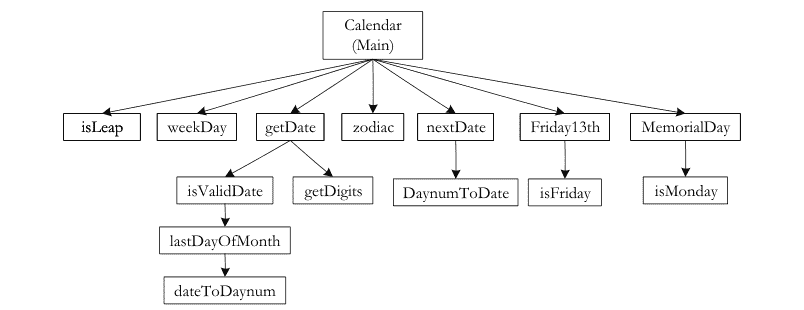 Calendar
(Main)
isLeap
weekDay
getDate
zodiac
nextDate
Friday13th
MemorialDay
isValidDate
getDigits
DaynumToDate
isFriday
isMonday
lastDayOfMonth
dateToDaynum